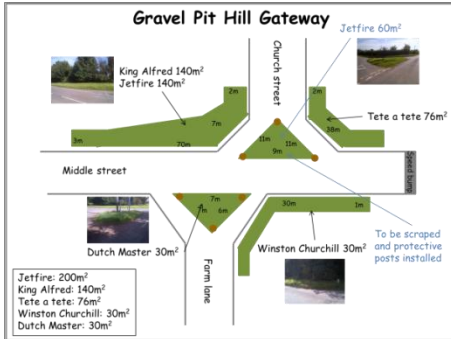 Gravel Pit Hill Gateway
Jetfire 60m²
Church street
King Alfred 140m²
Jetfire 140m²
2m
2m
Tete a tete 76m²
7m
38m
3m
70m
11m
11m
9m
Middle street
Speed bump
7m
7m
6m
30m
1m
Dutch Master 30m²
Winston Churchill 30m²
To be scraped
and protective
posts installed
Farm lane
Jetfire: 200m²
King Alfred: 140m²
Tete a tete: 76m²
Winston Churchill: 30m²
Dutch Master: 30m²